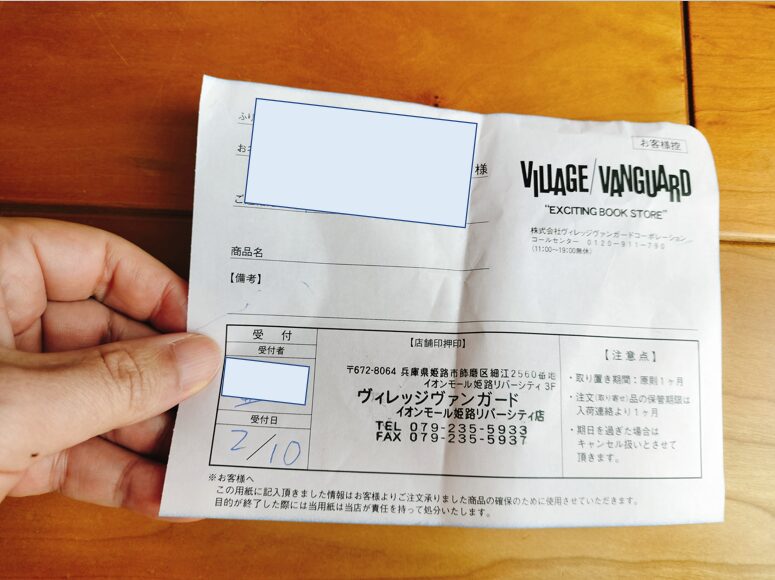 お客様控
様
VILLAGE/VANGUARD
"EXCITING BOOK STORE"
株式会社ヴィレッジヴァンガードコーポレーション
コールセンター 0120-911-790
(11:00~19:00無休)
商品名
【備考】
受付
受付者
受付日
2/10
【店舗印押印】
〒672-8064 兵庫県姫路市飾磨区細江2560番地
イオンモール姫路リバーシティ 3F
ヴィレッジヴァンガード
イオンモール姫路リバーシティ店
TEL 079-235-5933
FAX 079-235-5937
【注意点】
・取り置き期間:原則1ヶ月
・注文(取り寄せ)品の保管期限は
入荷連絡より1ヶ月
・期日を過ぎた場合は
キャンセル扱いとさせて
頂きます。
※お客様へ
この用紙に記入頂きました情報はお客様よりご注文承りました商品の確保のために使用させていただきます。
目的が終了した際には当用紙は当店が責任を持って処分いたします。